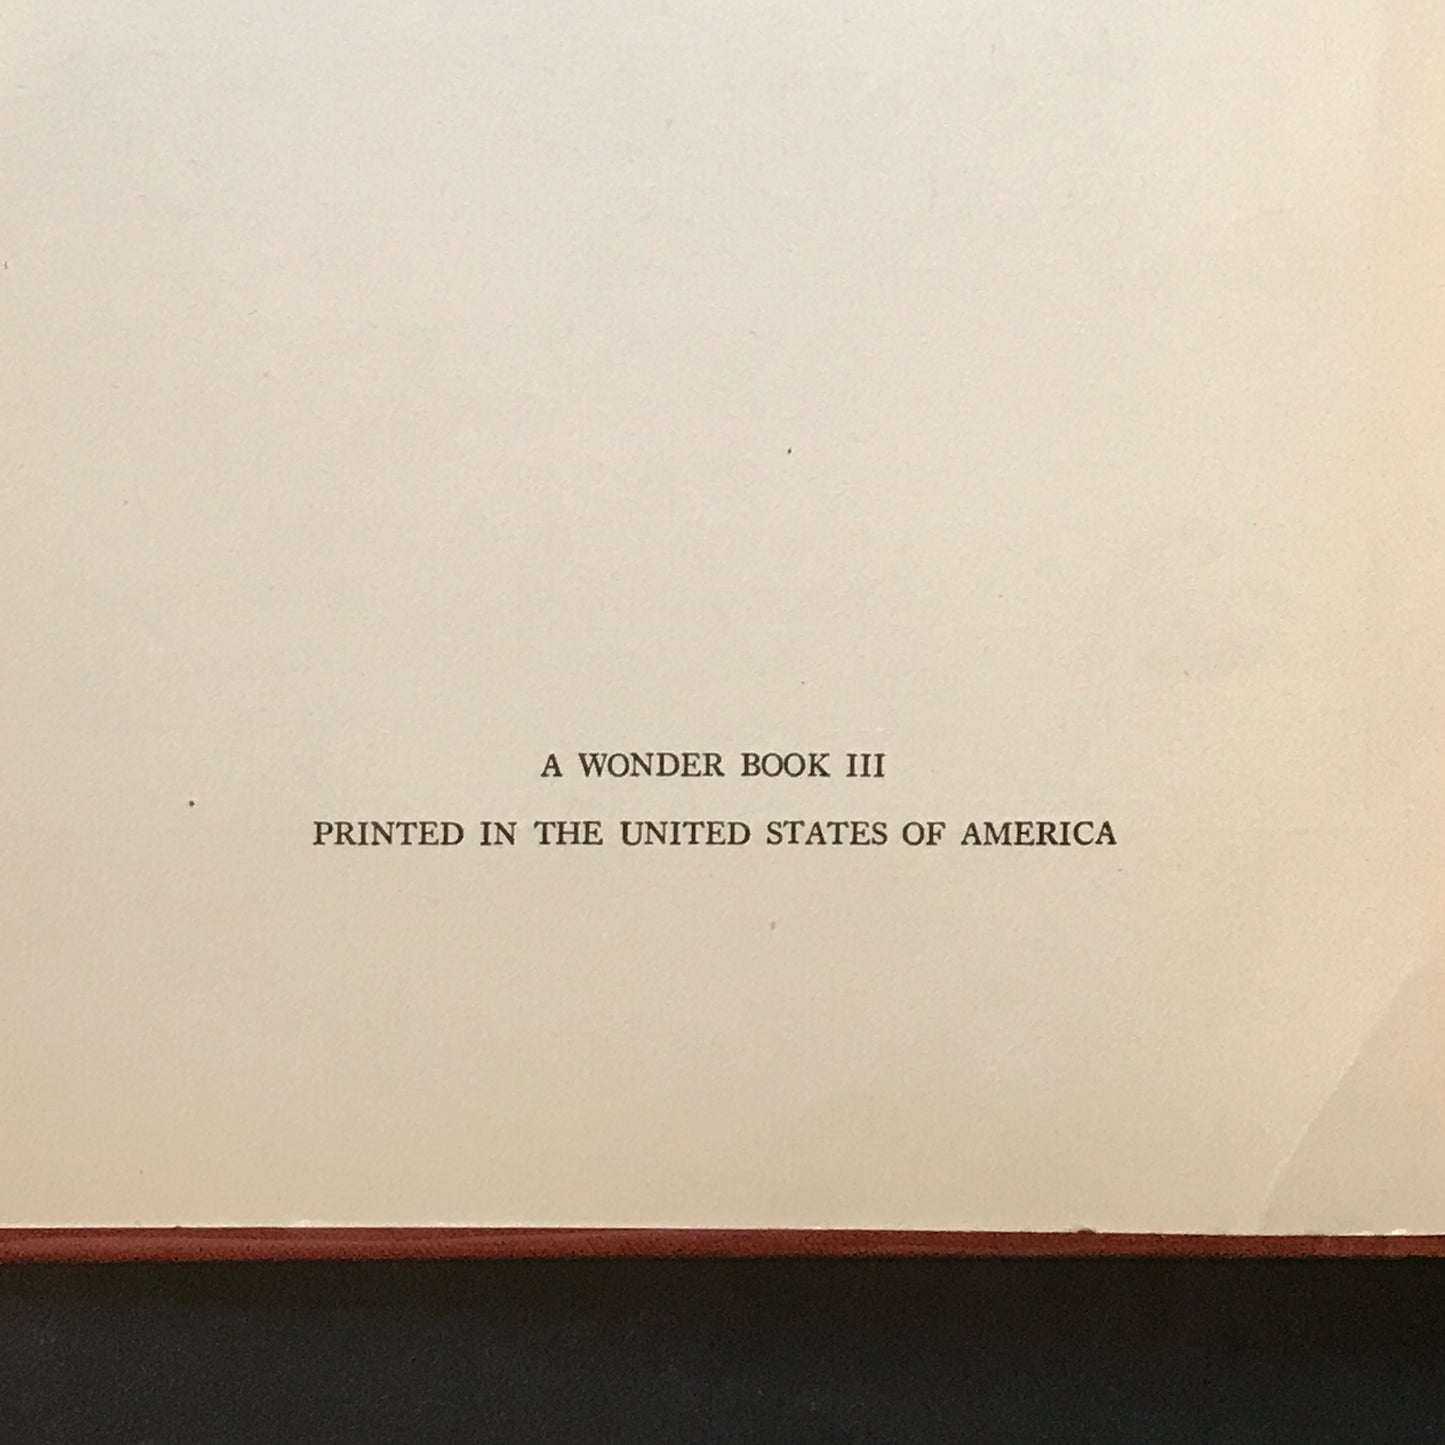 A WONDER BOOK III
PRINTED IN THE UNITED STATES OF AMERICA